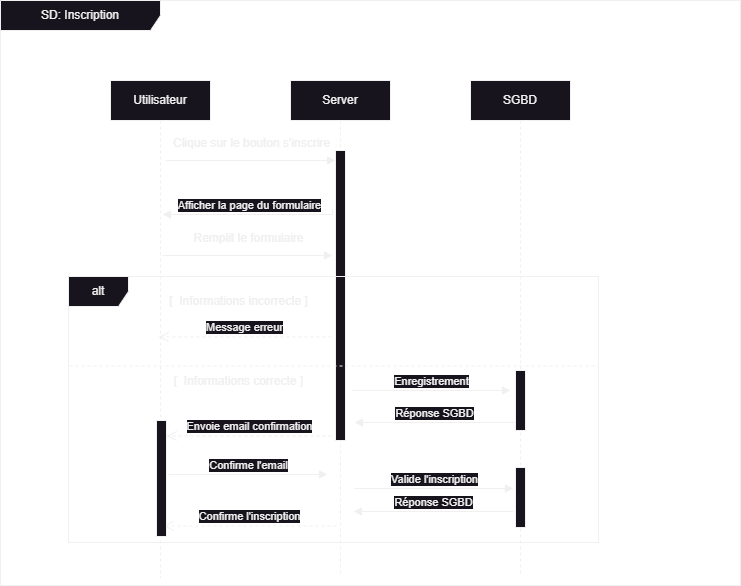 SD: Inscription
Utilisateur
Server
SGBD
Clique sur le bouton s'inscrire
Afficher la page du formulaire
Remplit le formulaire
alt
[ Informations incorrecte ]
Message erreur
[ Informations correcte ]
Enregistrement
Réponse SGBD
Envoie email confirmation
Confirme l'email
Valide l'inscription
Réponse SGBD
Confirme l'inscription